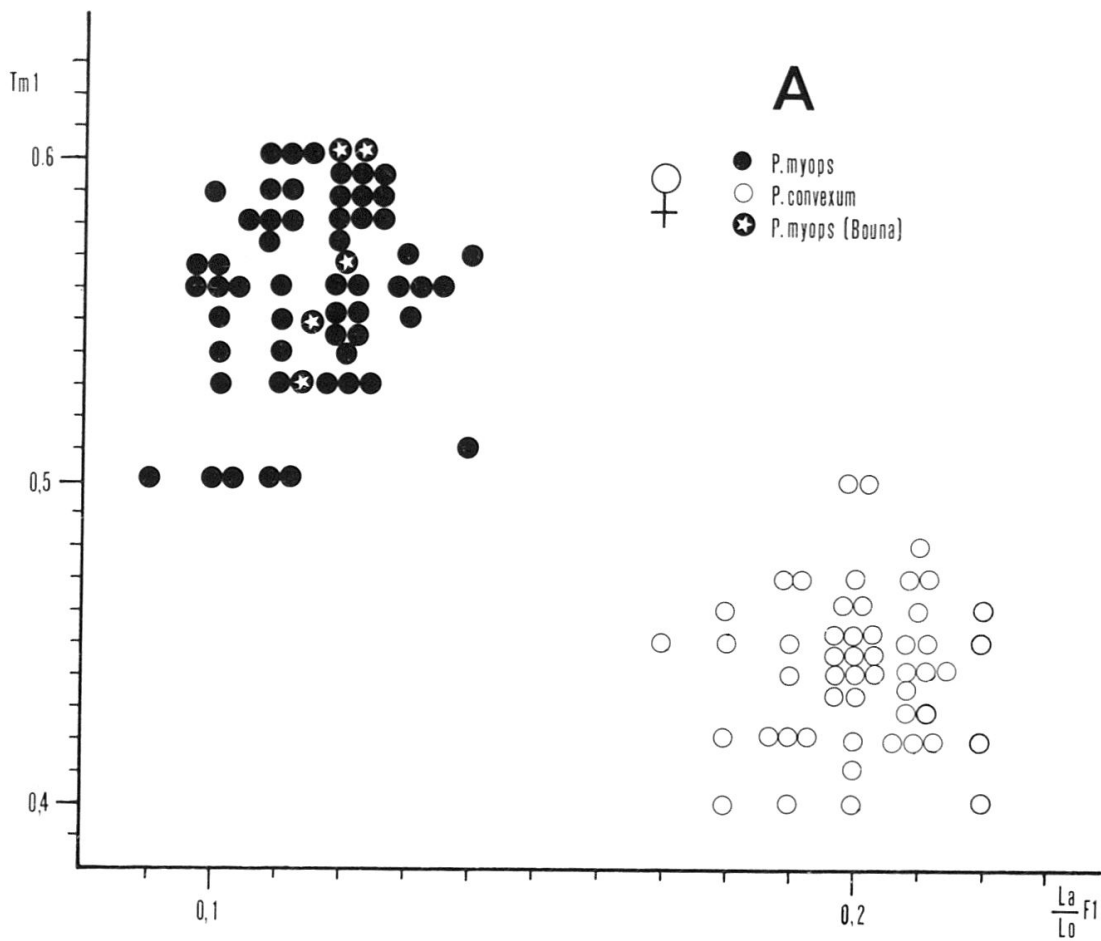 A
Tm1
0.6
0,5
0,4
P.myops
P.convexum
P.myops (Bouna)
0,1
0,2
La
Lo
F1